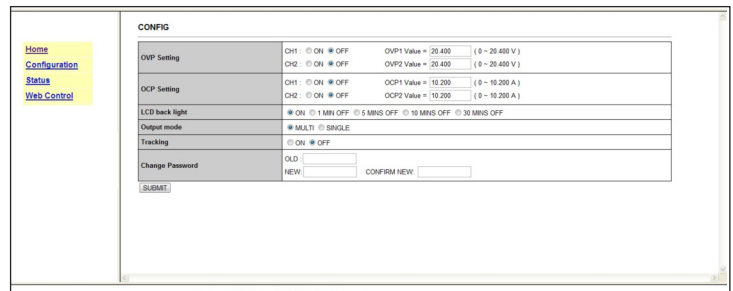 CONFIG
Home
Configuration
Status
Web Control
OVP Setting
CH1 : ON OFF OVP1 Value = 20.400 ( 0 ~ 20.400 V )
CH2 : ON OFF OVP2 Value = 20.400 ( 0 ~ 20.400 V )
OCP Setting
CH1 : ON OFF OCP1 Value = 10.200 ( 0 ~ 10.200 A )
CH2 : ON OFF OCP2 Value = 10.200 ( 0 ~ 10.200 A )
LCD back light ON 1 MIN OFF 5 MINS OFF 10 MINS OFF 30 MINS OFF
Output mode MULTI SINGLE
Tracking ON OFF
Change Password
OLD :
NEW: CONFIRM NEW:
SUBMIT